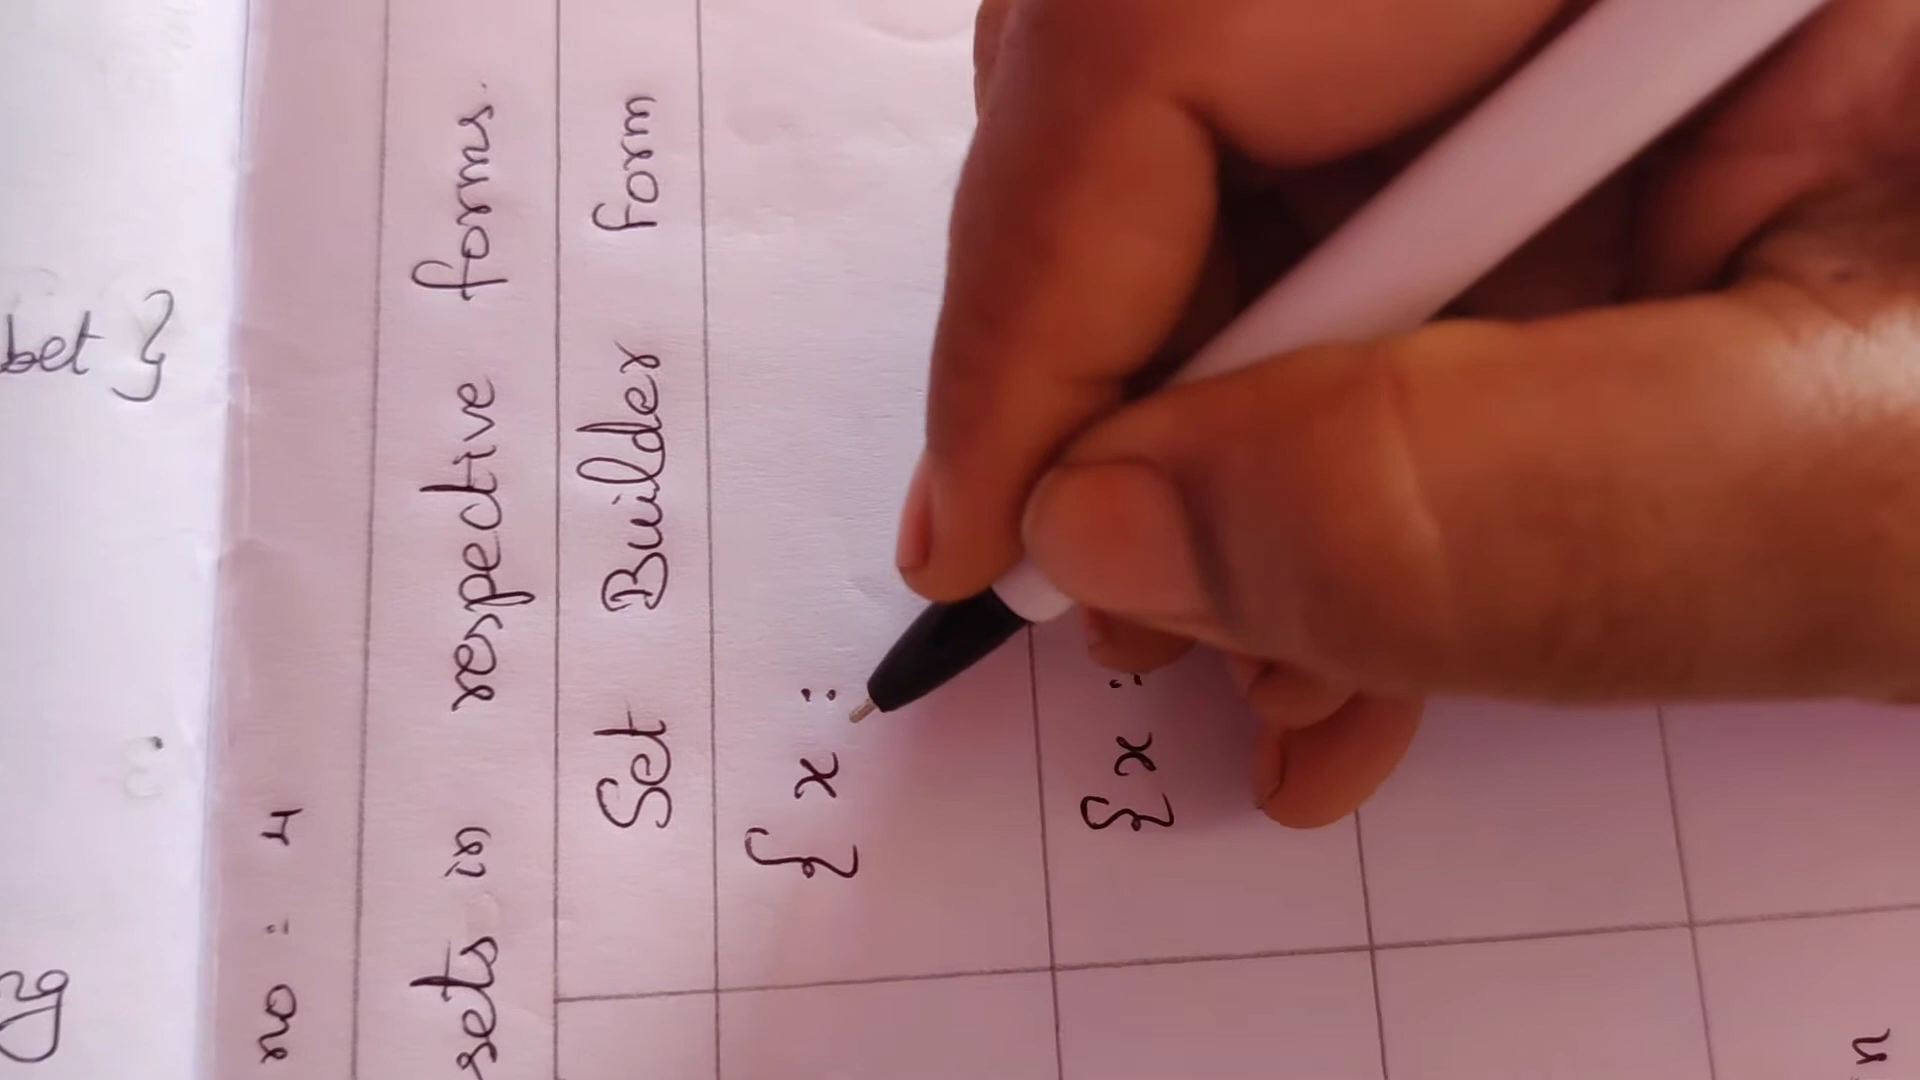 bet }
no : 4
sets in respective forms.
Set Builder form
{ x :
{ x :
n